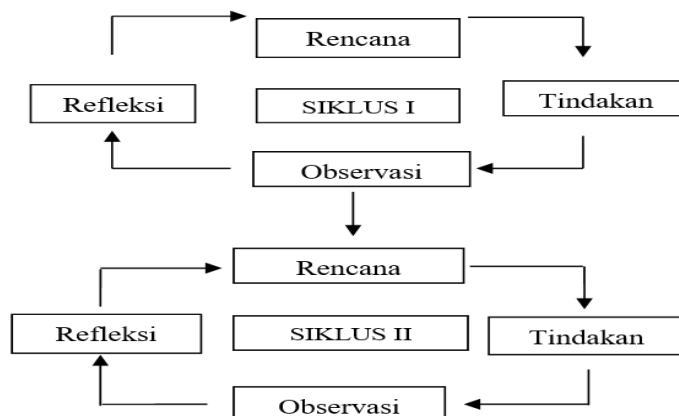 Rencana
Refleksi
SIKLUS I
Tindakan
Observasi
Rencana
Refleksi
SIKLUS II
Tindakan
Observasi